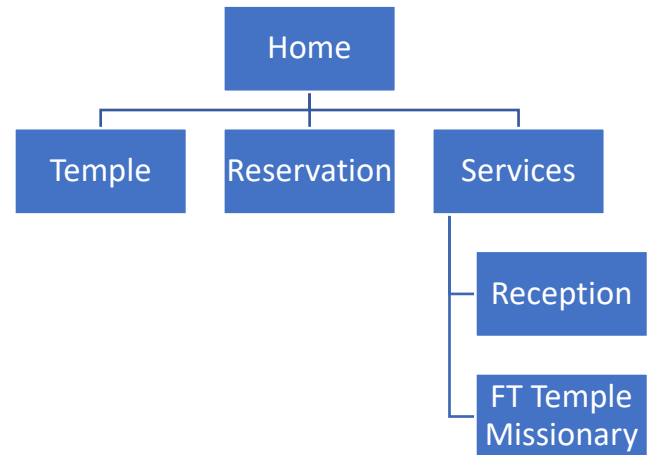 Home
Temple
Reservation
Services
Reception
FT Temple
Missionary